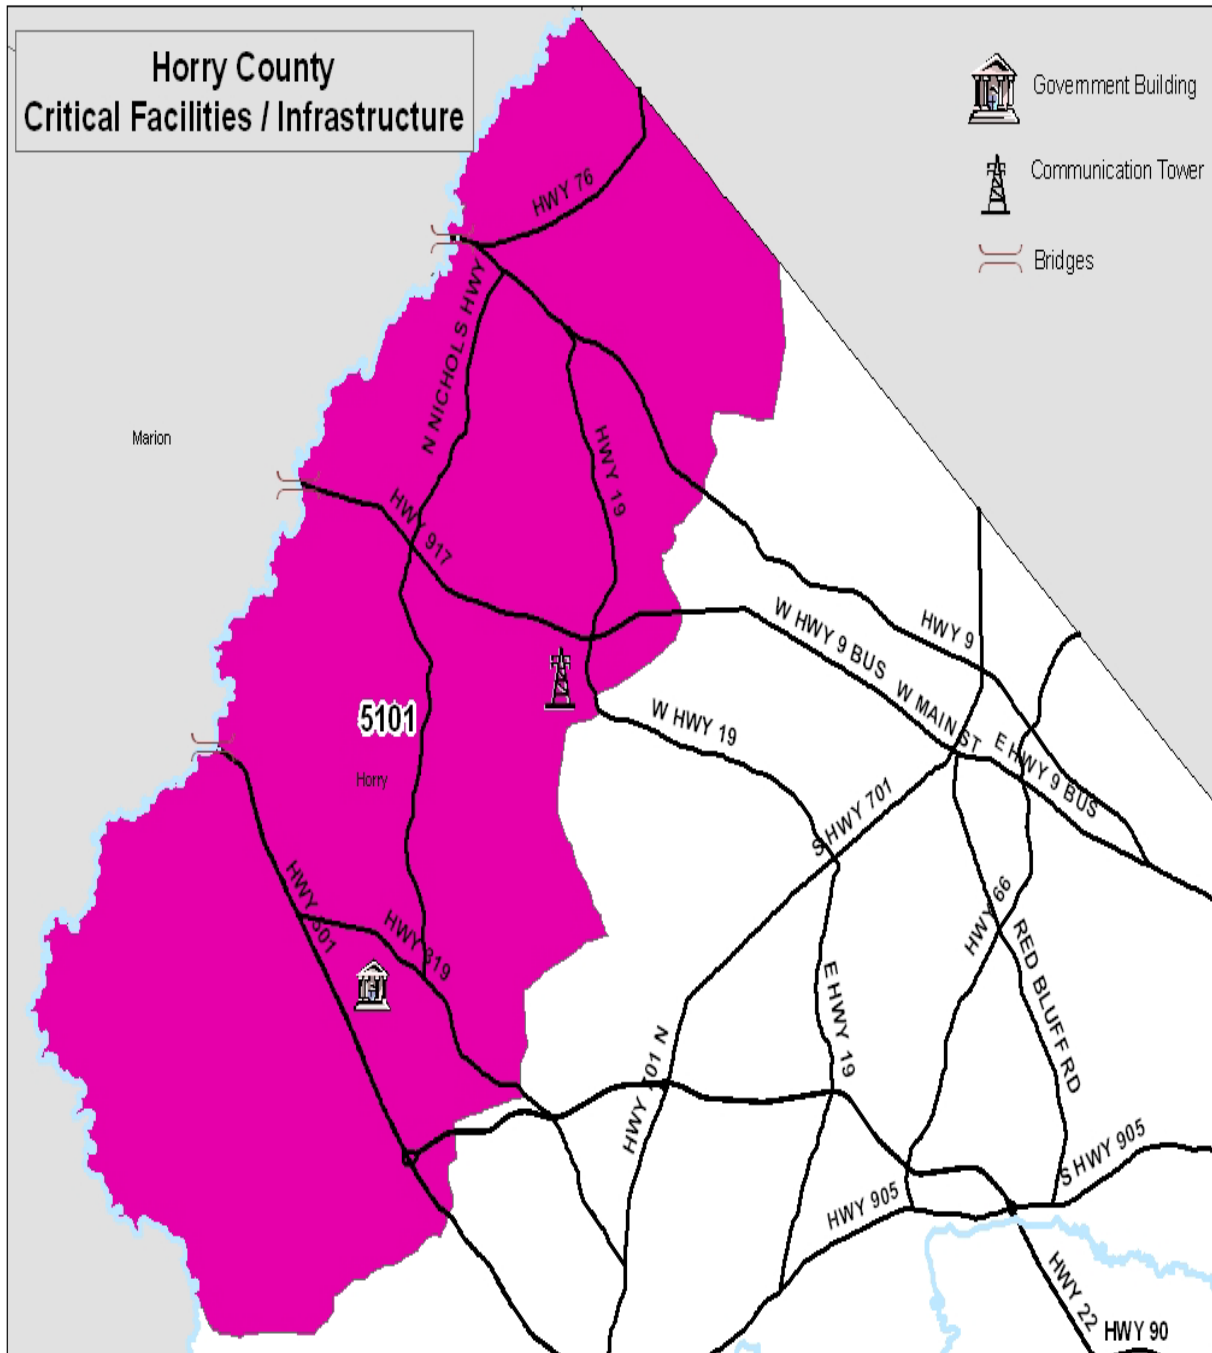 Horry County
Critical Facilities / Infrastructure
Government Building
Communication Tower
Bridges
HWY 76
N NICHOLS HWY
Marion
HWY 19
HWY 917
HWY 9
W HWY 9 BUS
W MAIN ST
E HWY 9 BUS
W HWY 19
5101
Horry
S HWY 701
HWY 501
HWY 319
HWY 66
RED BLUFF RD
E HWY 19
HWY 701 N
S HWY 905
HWY 905
HWY 22
HWY 90